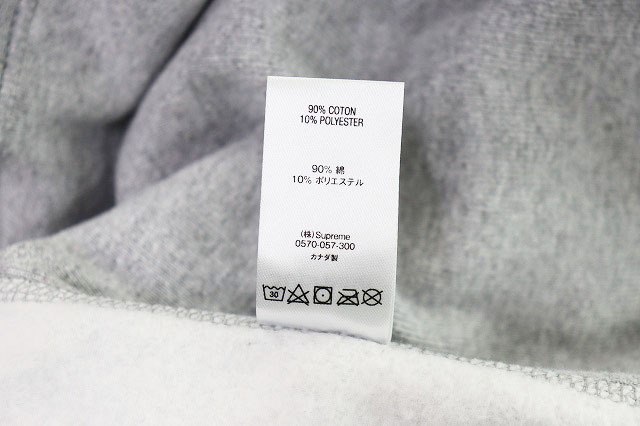 90% COTON
10% POLYESTER
90% 綿
10% ポリエステル
(株)Supreme
0570-057-300
カナダ製
30